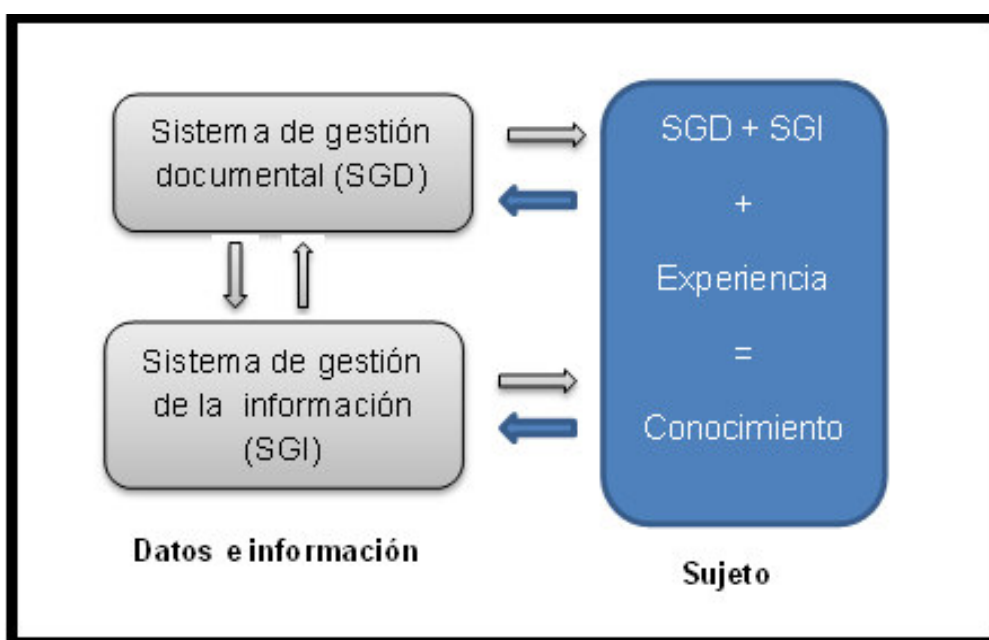 Sistema de gestión
documental (SGD)
Sistema de gestión
de la información
(SGI)
Datos e información
SGD + SGI
+
Experiencia
=
Conocimiento
Sujeto